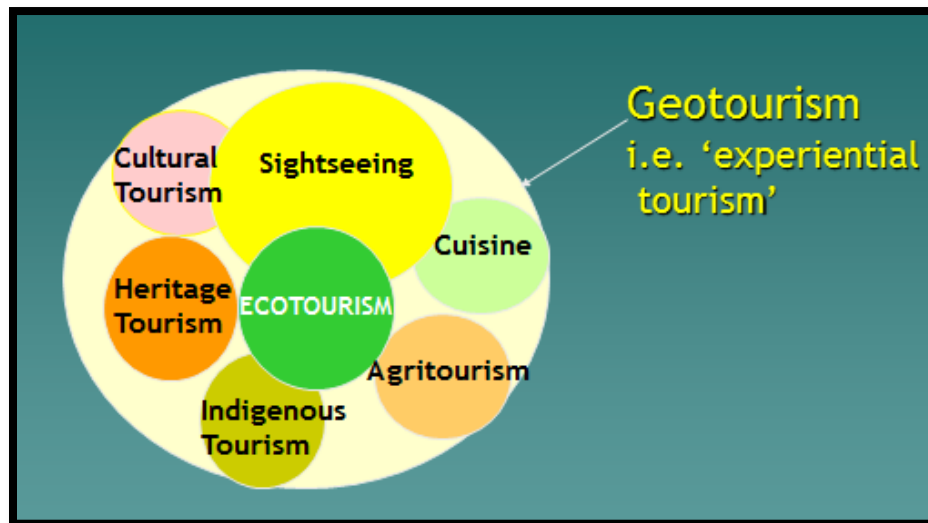 Geotourism
i.e. 'experiential
tourism'
Cultural
Tourism
Sightseeing
Cuisine
Heritage
Tourism
ECOTOURISM
Agritourism
Indigenous
Tourism